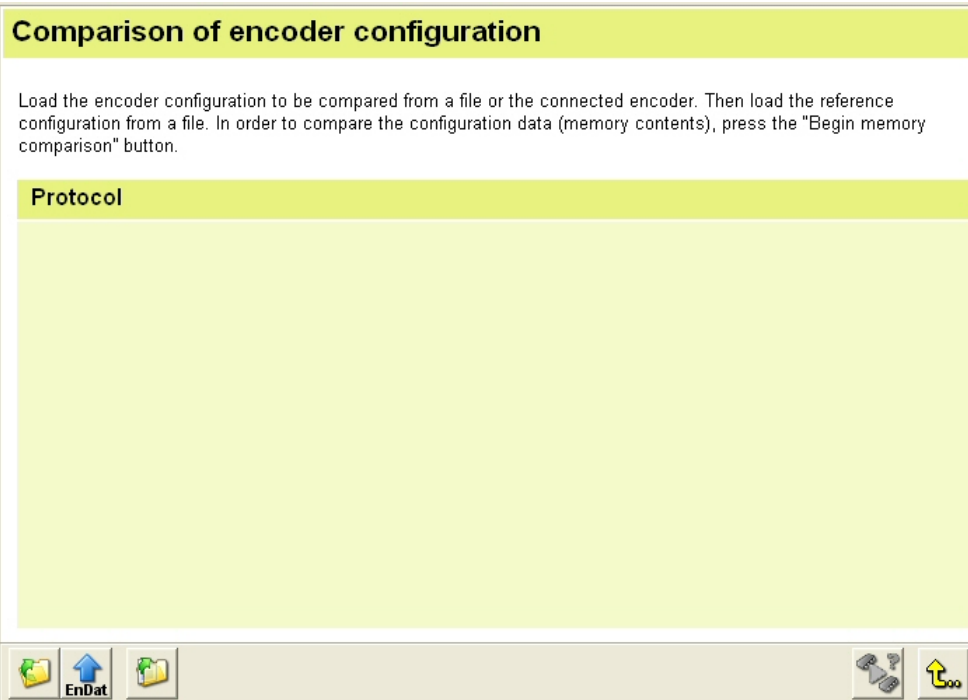 Comparison of encoder configuration
Load the encoder configuration to be compared from a file or the connected encoder. Then load the reference
configuration from a file. In order to compare the configuration data (memory contents), press the "Begin memory
comparison" button.
Protocol
EnDat
?